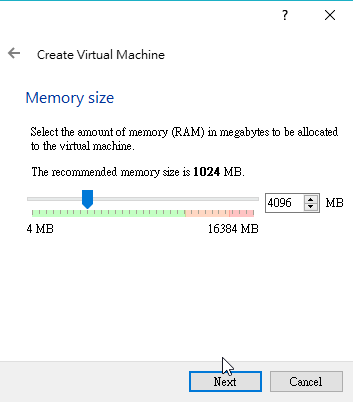 ?
Create Virtual Machine
Memory size
Select the amount of memory (RAM) in megabytes to be allocated
to the virtual machine.
The recommended memory size is 1024 MB.
4096 MB
4 MB 16384 MB
Next Cancel